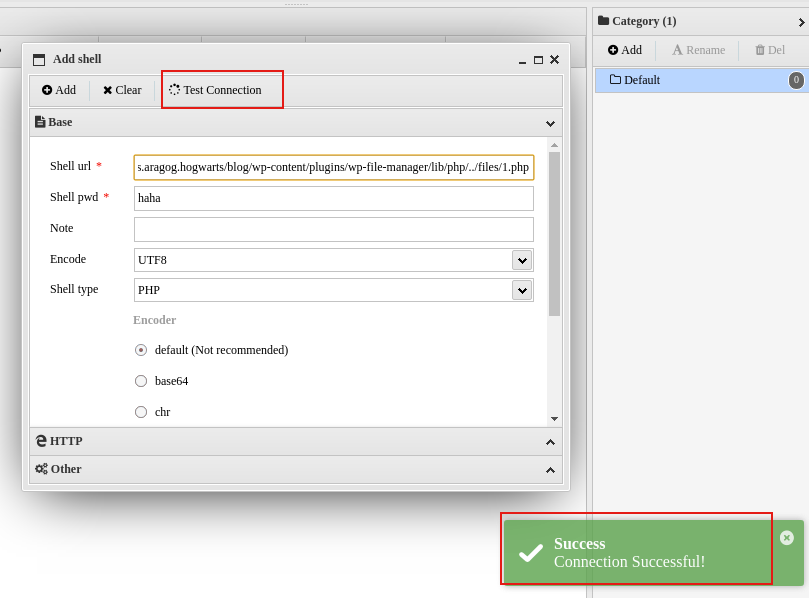 Category (1)
Add
Rename
Del
Default
0
Add shell
Add
Clear
Test Connection
Base
Shell url *
s.aragog.hogwarts/blog/wp-content/plugins/wp-file-manager/lib/php/../files/1.php
Shell pwd *
haha
Note
Encode
UTF8
Shell type
PHP
Encoder
default (Not recommended)
base64
chr
HTTP
Other
Success
Connection Successful!